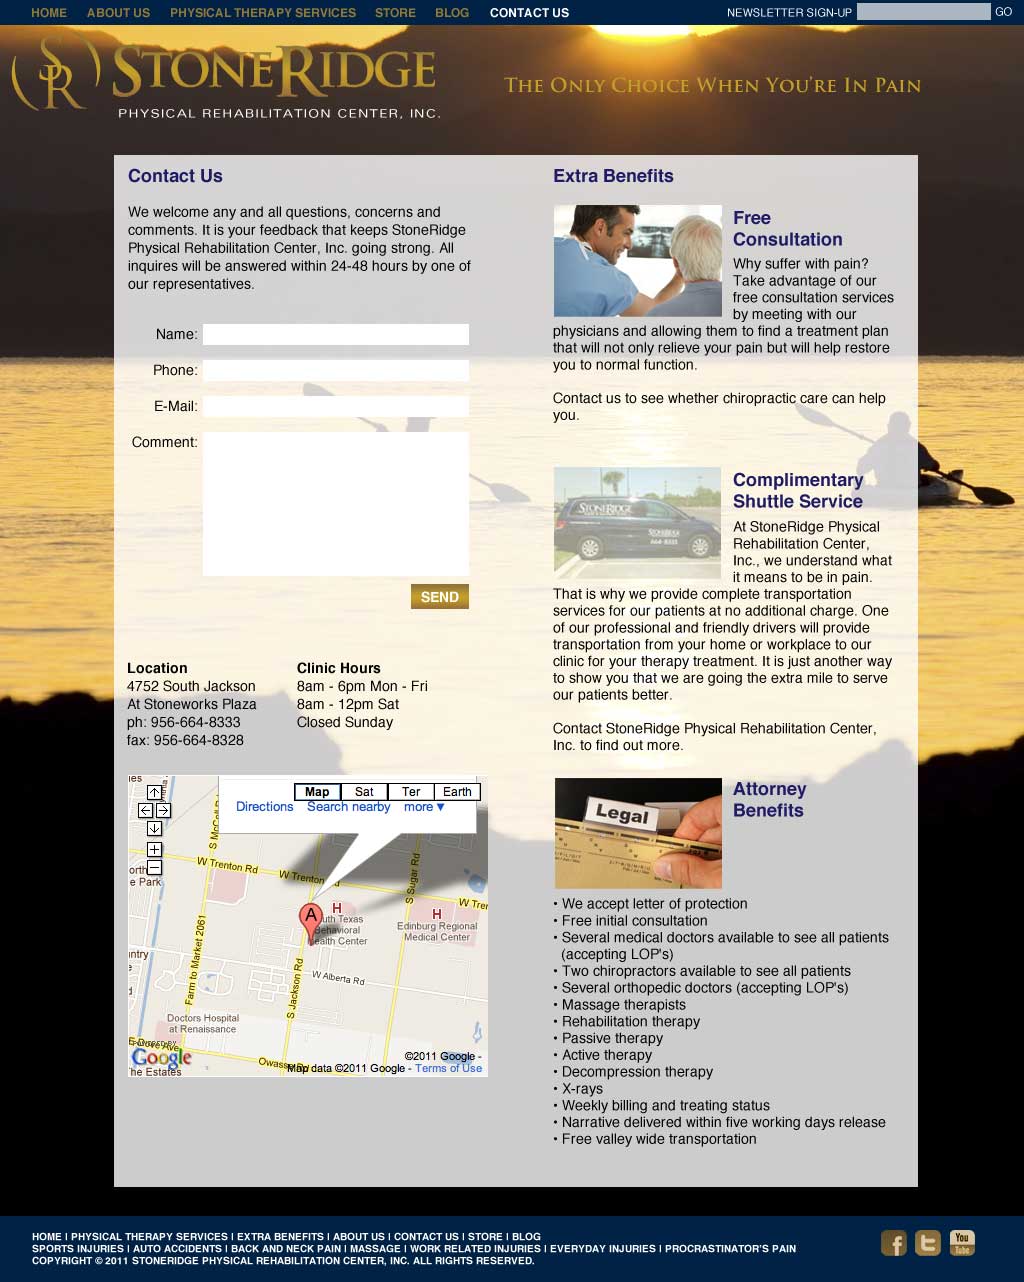 HOME ABOUT US PHYSICAL THERAPY SERVICES STORE BLOG CONTACT US NEWSLETTER SIGN-UP GO
SR STONERIDGE
PHYSICAL REHABILITATION CENTER, INC.
THE ONLY CHOICE WHEN YOU'RE IN PAIN
Contact Us
We welcome any and all questions, concerns and
comments. It is your feedback that keeps StoneRidge
Physical Rehabilitation Center, Inc. going strong. All
inquires will be answered within 24-48 hours by one of
our representatives.
Name:
Phone:
E-Mail:
Comment:
SEND
Location
4752 South Jackson
At Stoneworks Plaza
ph: 956-664-8333
fax: 956-664-8328
Clinic Hours
8am - 6pm Mon - Fri
8am - 12pm Sat
Closed Sunday
Map Sat Ter Earth
Directions Search nearby more ▼
S McColl Rd
W Trenton Rd
W Trenton
W Tre
S Sugar Rd
A
H
South Texas
Behavioral
Health Center
H
Edinburg Regional
Medical Center
Farm to Market 2061
S Jackson Rd
W Alberta Rd
Doctors Hospital
at Renaissance
Owassa Rd
Google
he Estates
©2011 Google -
Map data ©2011 Google - Terms of Use
Extra Benefits
Free
Consultation
Why suffer with pain?
Take advantage of our
free consultation services
by meeting with our
physicians and allowing them to find a treatment plan
that will not only relieve your pain but will help restore
you to normal function.
Contact us to see whether chiropractic care can help
you.
STONERIDGE
STONERIDGE
664-8333
Complimentary
Shuttle Service
At StoneRidge Physical
Rehabilitation Center,
Inc., we understand what
it means to be in pain.
That is why we provide complete transportation
services for our patients at no additional charge. One
of our professional and friendly drivers will provide
transportation from your home or workplace to our
clinic for your therapy treatment. It is just another way
to show you that we are going the extra mile to serve
our patients better.
Contact StoneRidge Physical Rehabilitation Center,
Inc. to find out more.
Legal
Attorney
Benefits
• We accept letter of protection
• Free initial consultation
• Several medical doctors available to see all patients
(accepting LOP's)
• Two chiropractors available to see all patients
• Several orthopedic doctors (accepting LOP's)
• Massage therapists
• Rehabilitation therapy
• Passive therapy
• Active therapy
• Decompression therapy
• X-rays
• Weekly billing and treating status
• Narrative delivered within five working days release
• Free valley wide transportation
HOME | PHYSICAL THERAPY SERVICES | EXTRA BENEFITS | ABOUT US | CONTACT US | STORE | BLOG
SPORTS INJURIES | AUTO ACCIDENTS | BACK AND NECK PAIN | MASSAGE | WORK RELATED INJURIES | EVERYDAY INJURIES | PROCRASTINATOR'S PAIN
COPYRIGHT © 2011 STONERIDGE PHYSICAL REHABILITATION CENTER, INC. ALL RIGHTS RESERVED.
f t You Tube